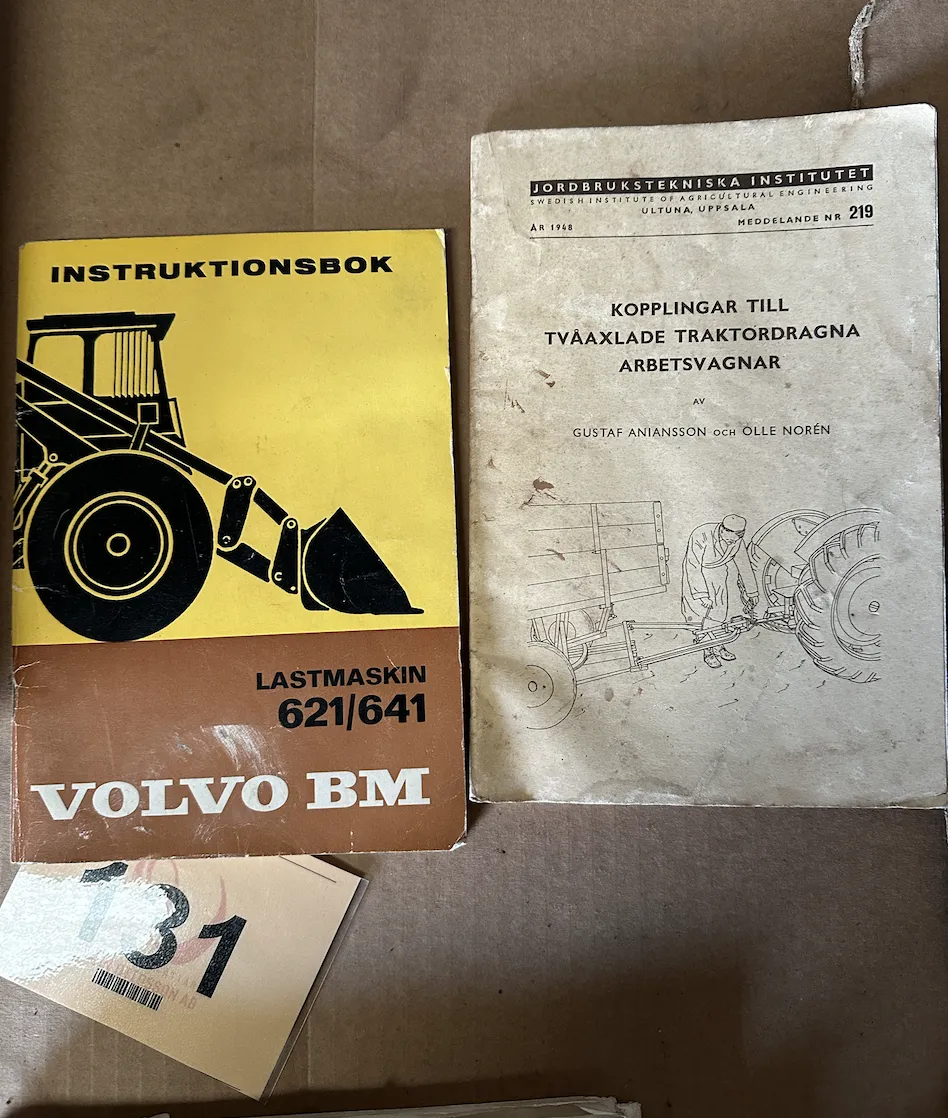 INSTRUKTIONSBOK
LASTMASKIN
621/641
VOLVO BM
JORDBRUKSTEKNISKA INSTITUTET
SWEDISH INSTITUTE OF AGRICULTURAL ENGINEERING
ULTUNA, UPPSALA
ÅR 1948 MEDDELANDE NR 219
KOPPLINGAR TILL
TVÅAXLADE TRAKTORDRAGNA
ARBETSVAGNAR
AV
GUSTAF ANIANSSON OCH OLLE NORÉN
131